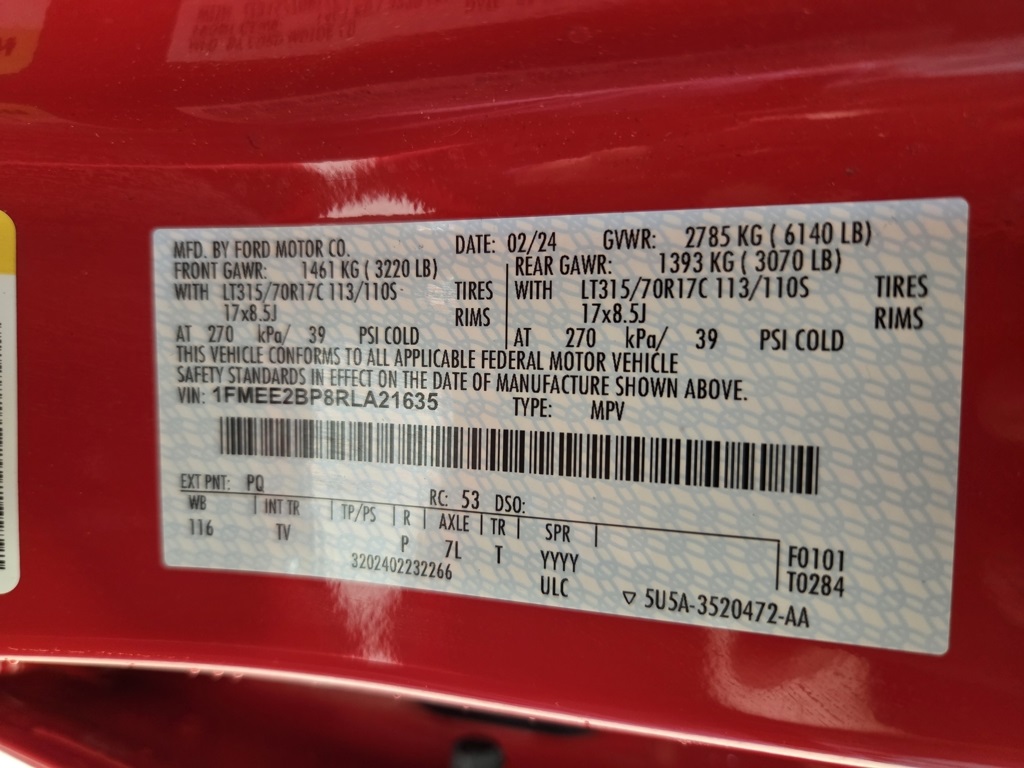 MFD. BY FORD MOTOR CO. DATE: 02/24 GVWR: 2785 KG ( 6140 LB)
FRONT GAWR: 1461 KG ( 3220 LB) REAR GAWR: 1393 KG ( 3070 LB)
WITH LT315/70R17C 113/110S TIRES WITH LT315/70R17C 113/110S TIRES
17x8.5J RIMS 17x8.5J RIMS
AT 270 kPa/ 39 PSI COLD AT 270 kPa/ 39 PSI COLD
THIS VEHICLE CONFORMS TO ALL APPLICABLE FEDERAL MOTOR VEHICLE
SAFETY STANDARDS IN EFFECT ON THE DATE OF MANUFACTURE SHOWN ABOVE.
VIN: 1FMEE2BP8RLA21635 TYPE: MPV
EXT PNT: PQ RC: 53 DSO:
WB INT TR TP/PS R AXLE TR SPR
116 TV P 7L T YYYY F0101
3202402232266 ULC T0284
▽ 5U5A-3520472-AA